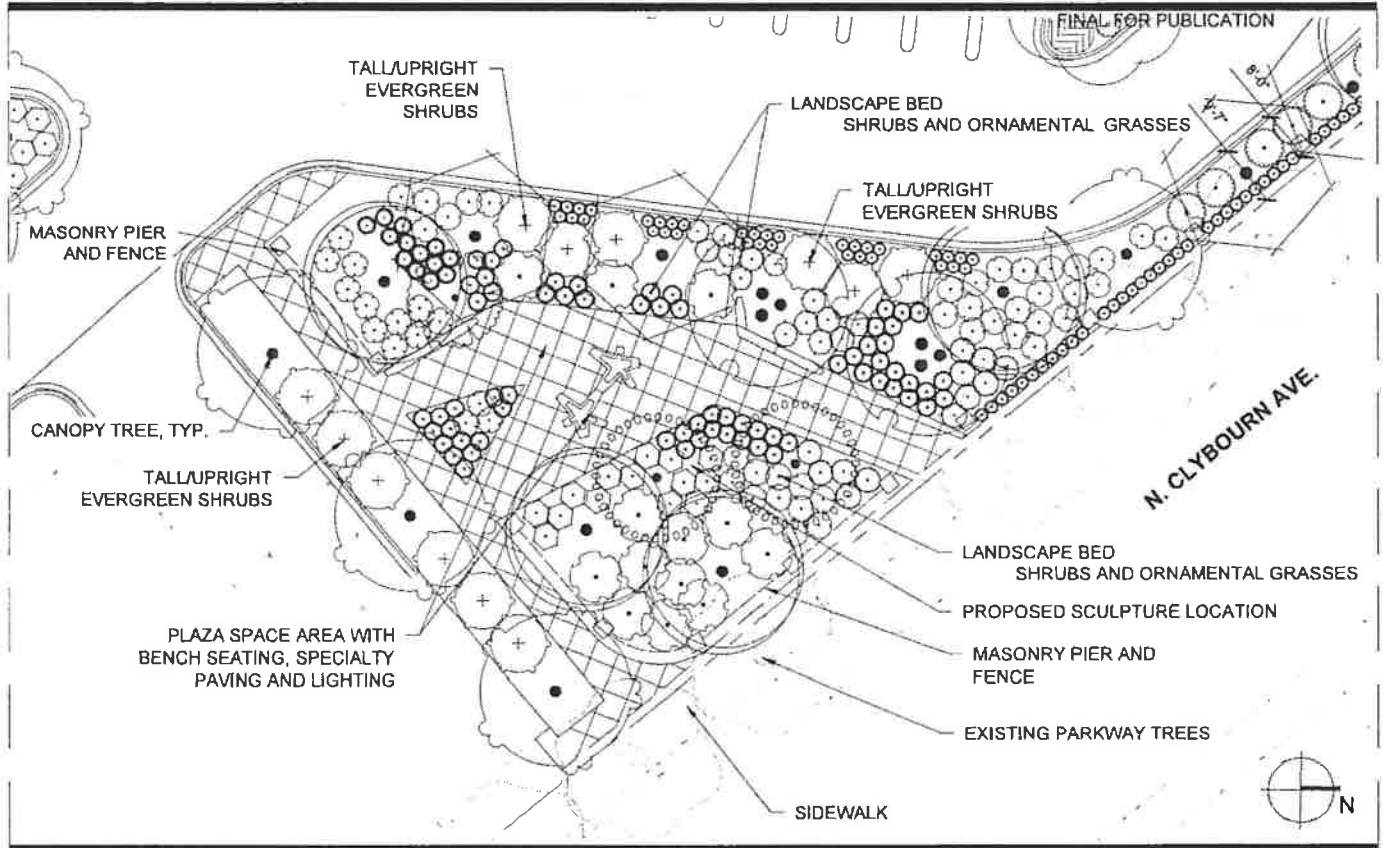 FINAL FOR PUBLICATION
TALL/UPRIGHT
EVERGREEN
SHRUBS
LANDSCAPE BED
SHRUBS AND ORNAMENTAL GRASSES
8'-0"
TALL/UPRIGHT
EVERGREEN SHRUBS
MASONRY PIER
AND FENCE
CANOPY TREE, TYP.
TALL/UPRIGHT
EVERGREEN SHRUBS
N. CLYBOURN AVE.
LANDSCAPE BED
SHRUBS AND ORNAMENTAL GRASSES
PROPOSED SCULPTURE LOCATION
PLAZA SPACE AREA WITH
BENCH SEATING, SPECIALTY
PAVING AND LIGHTING
MASONRY PIER AND
FENCE
EXISTING PARKWAY TREES
SIDEWALK
N